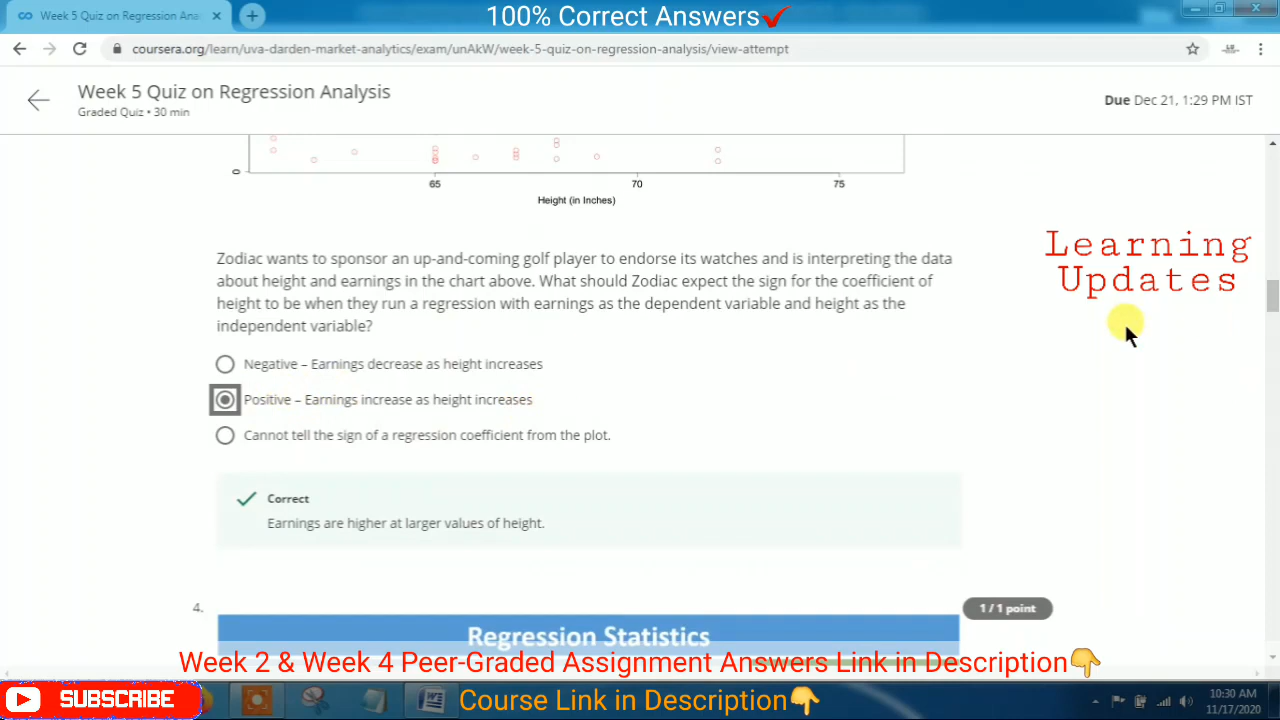 Week 5 Quiz on Regression Ana
100% Correct Answers
coursera.org/learn/uva-darden-market-analytics/exam/unAkW/week-5-quiz-on-regression-analysis/view-attempt
Week 5 Quiz on Regression Analysis
Graded Quiz • 30 min
Due Dec 21, 1:29 PM IST
0
65 70 75
Height (in Inches)
Zodiac wants to sponsor an up-and-coming golf player to endorse its watches and is interpreting the data
about height and earnings in the chart above. What should Zodiac expect the sign for the coefficient of
height to be when they run a regression with earnings as the dependent variable and height as the
independent variable?
Learning
Updates
Negative – Earnings decrease as height increases
Positive – Earnings increase as height increases
Cannot tell the sign of a regression coefficient from the plot.
Correct
Earnings are higher at larger values of height.
4.
1 / 1 point
Regression Statistics
Week 2 & Week 4 Peer-Graded Assignment Answers Link in Description
SUBSCRIBE
Course Link in Description
10:30 AM
11/17/2020